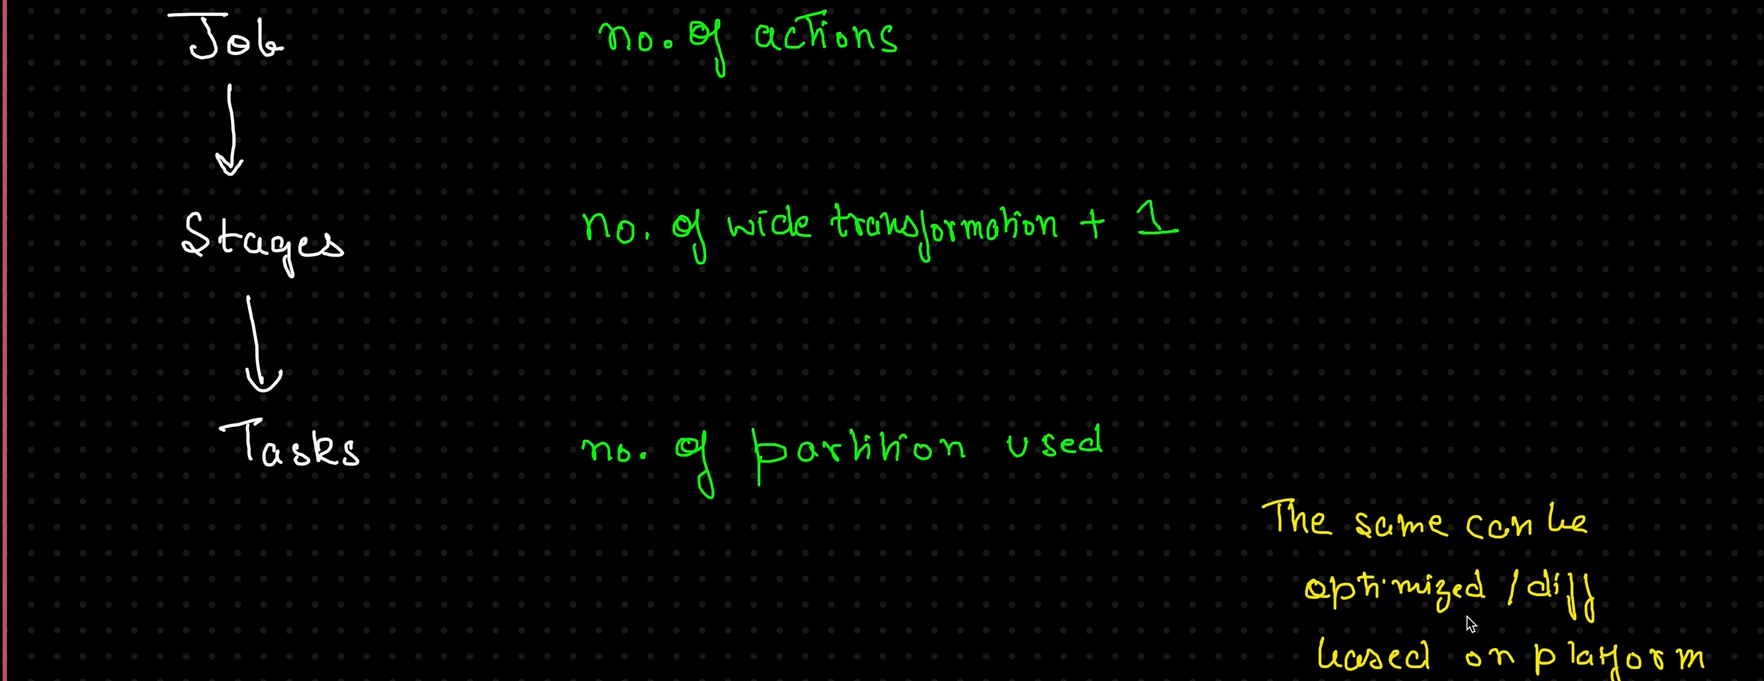 Job
no. of actions
Stages
no. of wide transformation + 1
Tasks
no. of partition used
The same can be
optimized / diff
based on platform